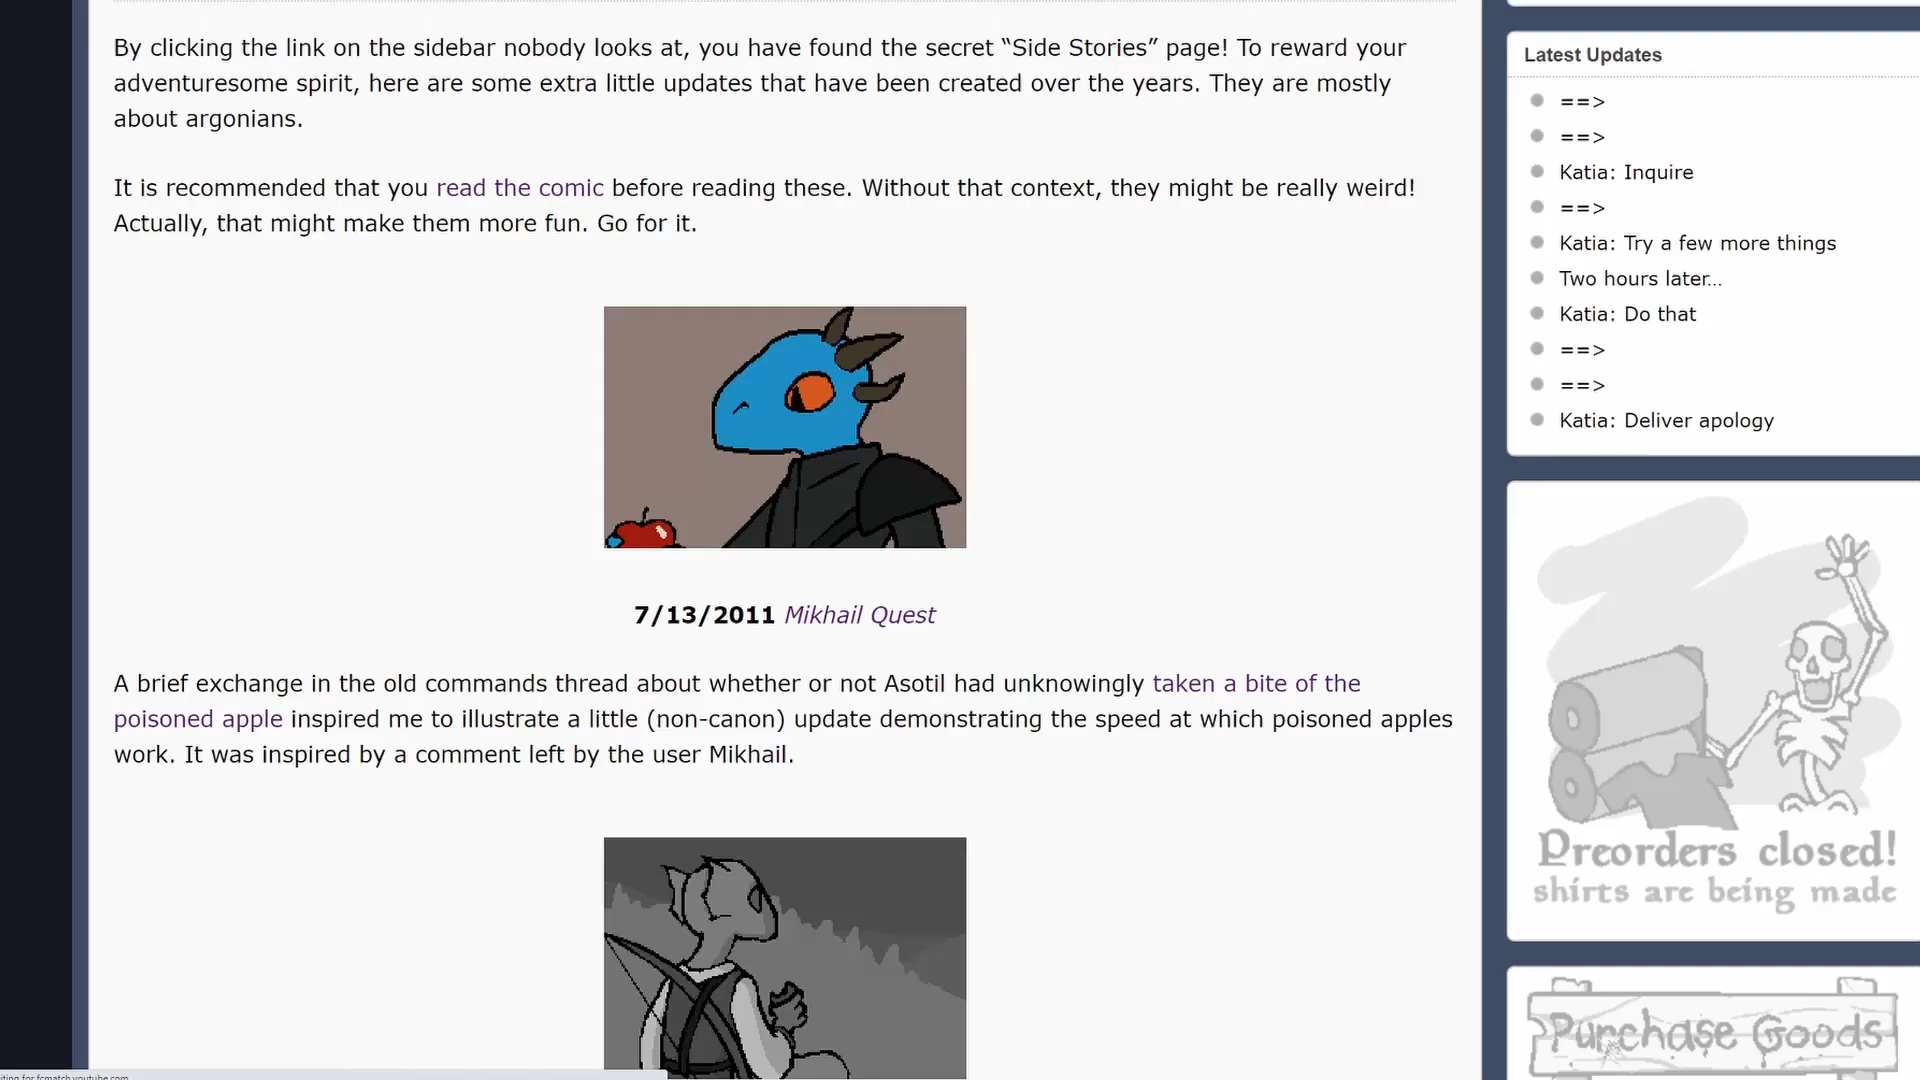 By clicking the link on the sidebar nobody looks at, you have found the secret “Side Stories” page! To reward your
adventuresome spirit, here are some extra little updates that have been created over the years. They are mostly
about argonians.
It is recommended that you read the comic before reading these. Without that context, they might be really weird!
Actually, that might make them more fun. Go for it.
7/13/2011 Mikhail Quest
A brief exchange in the old commands thread about whether or not Asotil had unknowingly taken a bite of the
poisoned apple inspired me to illustrate a little (non-canon) update demonstrating the speed at which poisoned apples
work. It was inspired by a comment left by the user Mikhail.
Latest Updates
==>
==>
Katia: Inquire
==>
Katia: Try a few more things
Two hours later...
Katia: Do that
==>
==>
Katia: Deliver apology
Preorders closed!
shirts are being made
Purchase Goods